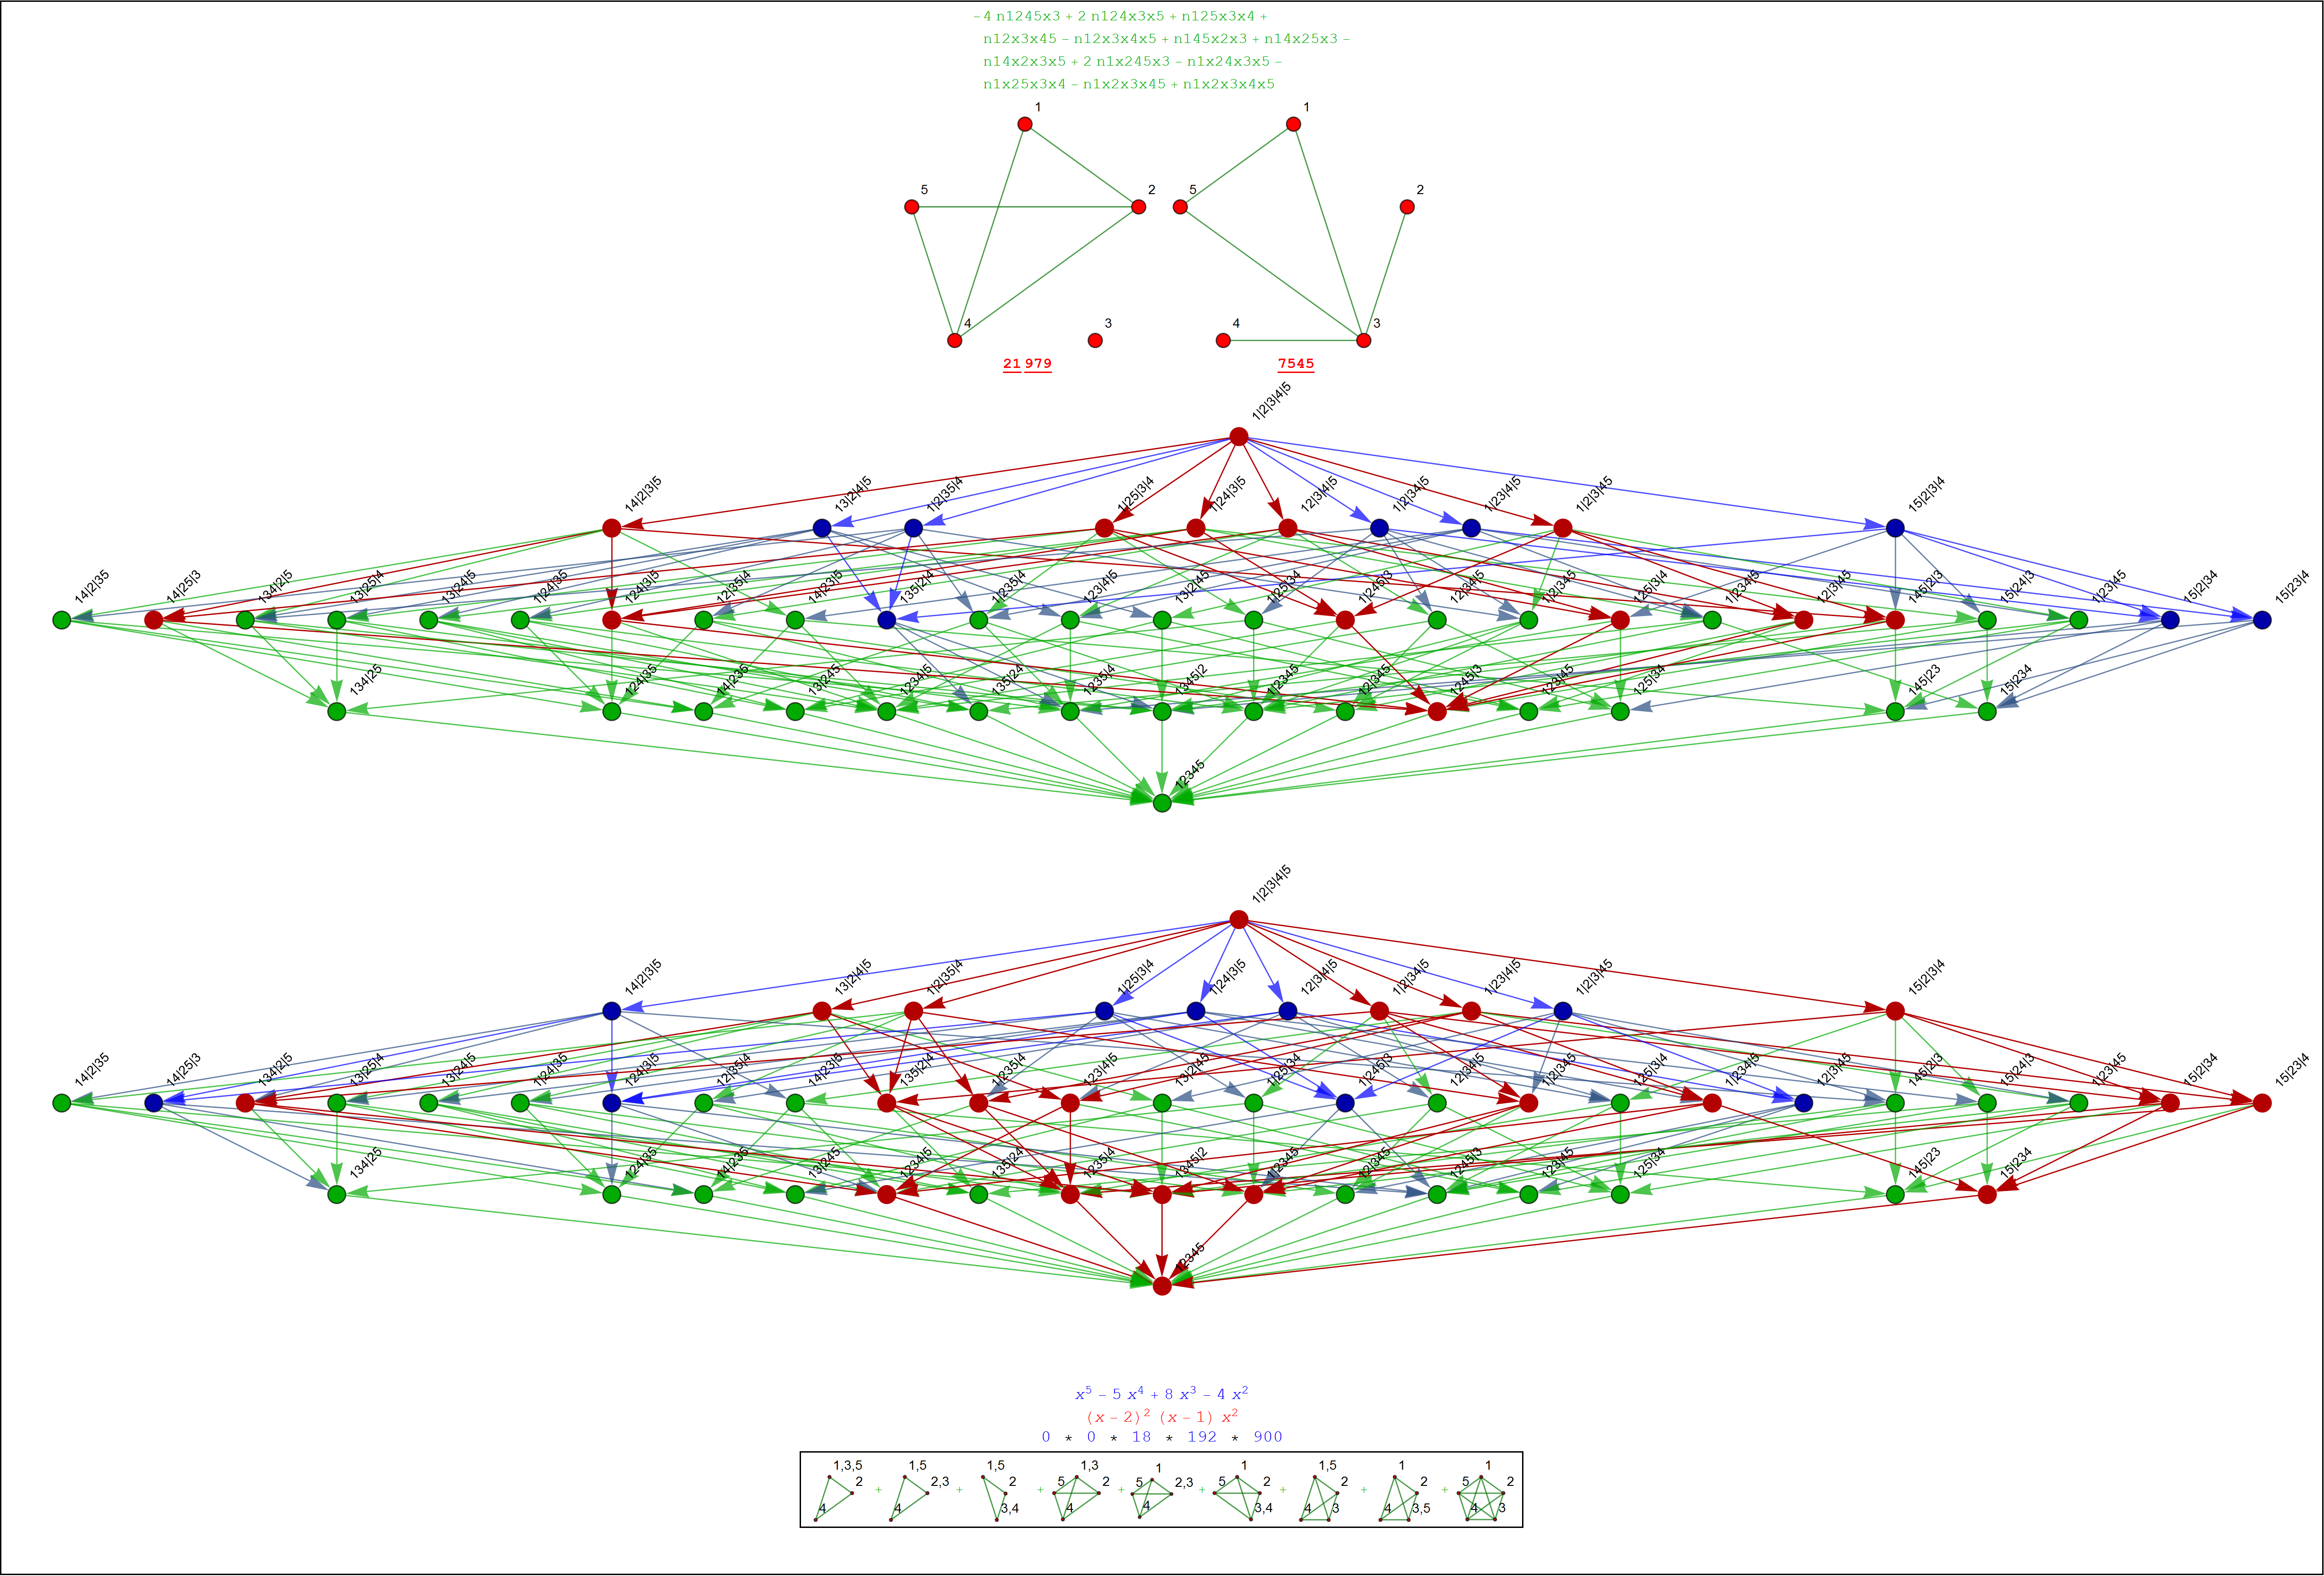 -4 n1245x3 + 2 n124x3x5 + n125x3x4 +
n12x3x45 - n12x3x4x5 + n145x2x3 + n14x25x3 -
n14x2x3x5 + 2 n1x245x3 - n1x24x3x5 -
n1x25x3x4 - n1x2x3x45 + n1x2x3x4x5
1 1
5 2 5 2
4 3 4 3
21 979 7545
1|2|3|4|5
14|2|3|5 13|2|4|5 1|2|35|4 1|25|3|4 1|24|3|5 12|3|4|5 1|2|34|5 1|23|4|5 1|2|3|45 15|2|3|4
14|2|35 14|25|3 134|2|5 13|25|4 13|24|5 1|24|35 124|3|5 12|35|4 14|23|5 135|2|4 1|235|4 123|4|5 13|2|45 1|25|34 1|245|3 12|34|5 1|2|345 125|3|4 1|234|5 12|3|45 145|2|3 15|24|3 1|23|45 15|2|34 15|23|4
134|25 124|35 14|235 13|245 1234|5 135|24 1235|4 1345|2 1|2345 12|345 1245|3 123|45 125|34 145|23 15|234
12345
1|2|3|4|5
14|2|3|5 13|2|4|5 1|2|35|4 1|25|3|4 1|24|3|5 12|3|4|5 1|2|34|5 1|23|4|5 1|2|3|45 15|2|3|4
14|2|35 14|25|3 134|2|5 13|25|4 13|24|5 1|24|35 124|3|5 12|35|4 14|23|5 135|2|4 1|235|4 123|4|5 13|2|45 1|25|34 1|245|3 12|34|5 1|2|345 125|3|4 1|234|5 12|3|45 145|2|3 15|24|3 1|23|45 15|2|34 15|23|4
134|25 124|35 14|235 13|245 1234|5 135|24 1235|4 1345|2 1|2345 12|345 1245|3 123|45 125|34 145|23 15|234
12345
x⁵ - 5 x⁴ + 8 x³ - 4 x²
(x - 2)² (x - 1) x²
0 * 0 * 18 * 192 * 900
1,3,5 2 4 + 1,5 2,3 4 + 1,5 2 3,4 + 1,3 5 2 4 + 1 5 2,3 4 + 1 5 2 3,4 + 1,5 2 4 3 + 1 2 4 3,5 + 1 5 2 4 3